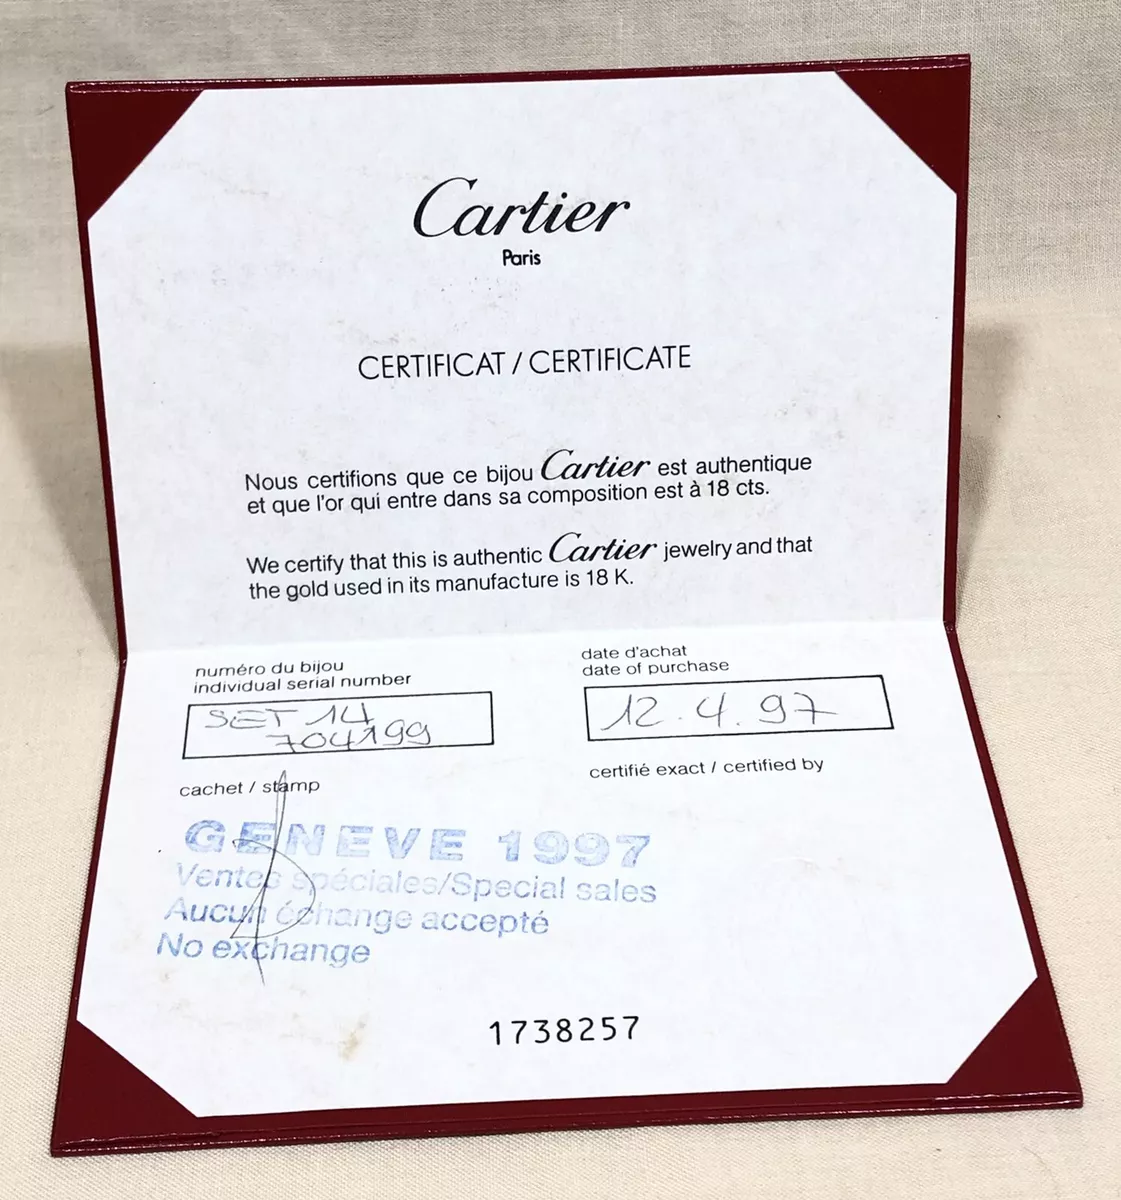 Cartier
Paris
CERTIFICAT / CERTIFICATE
Nous certifions que ce bijou Cartier est authentique
et que l'or qui entre dans sa composition est à 18 cts.
We certify that this is authentic Cartier jewelry and that
the gold used in its manufacture is 18 K.
numéro du bijou
individual serial number
SET 14
704199
date d'achat
date of purchase
12.4.97
cachet / stamp
certifié exact / certified by
GENEVE 1997
Ventes spéciales/Special sales
Aucun échange accepté
No exchange
1738257